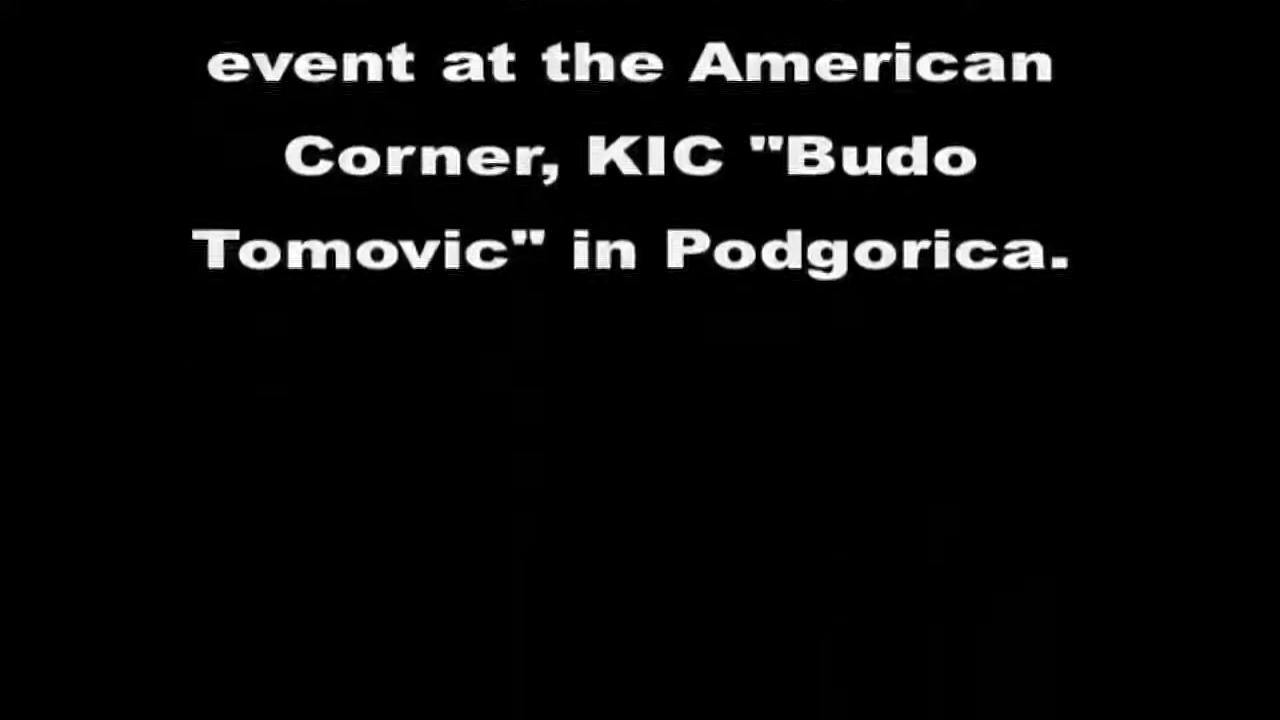 event at the American
Corner, KIC "Budo
Tomovic" in Podgorica.